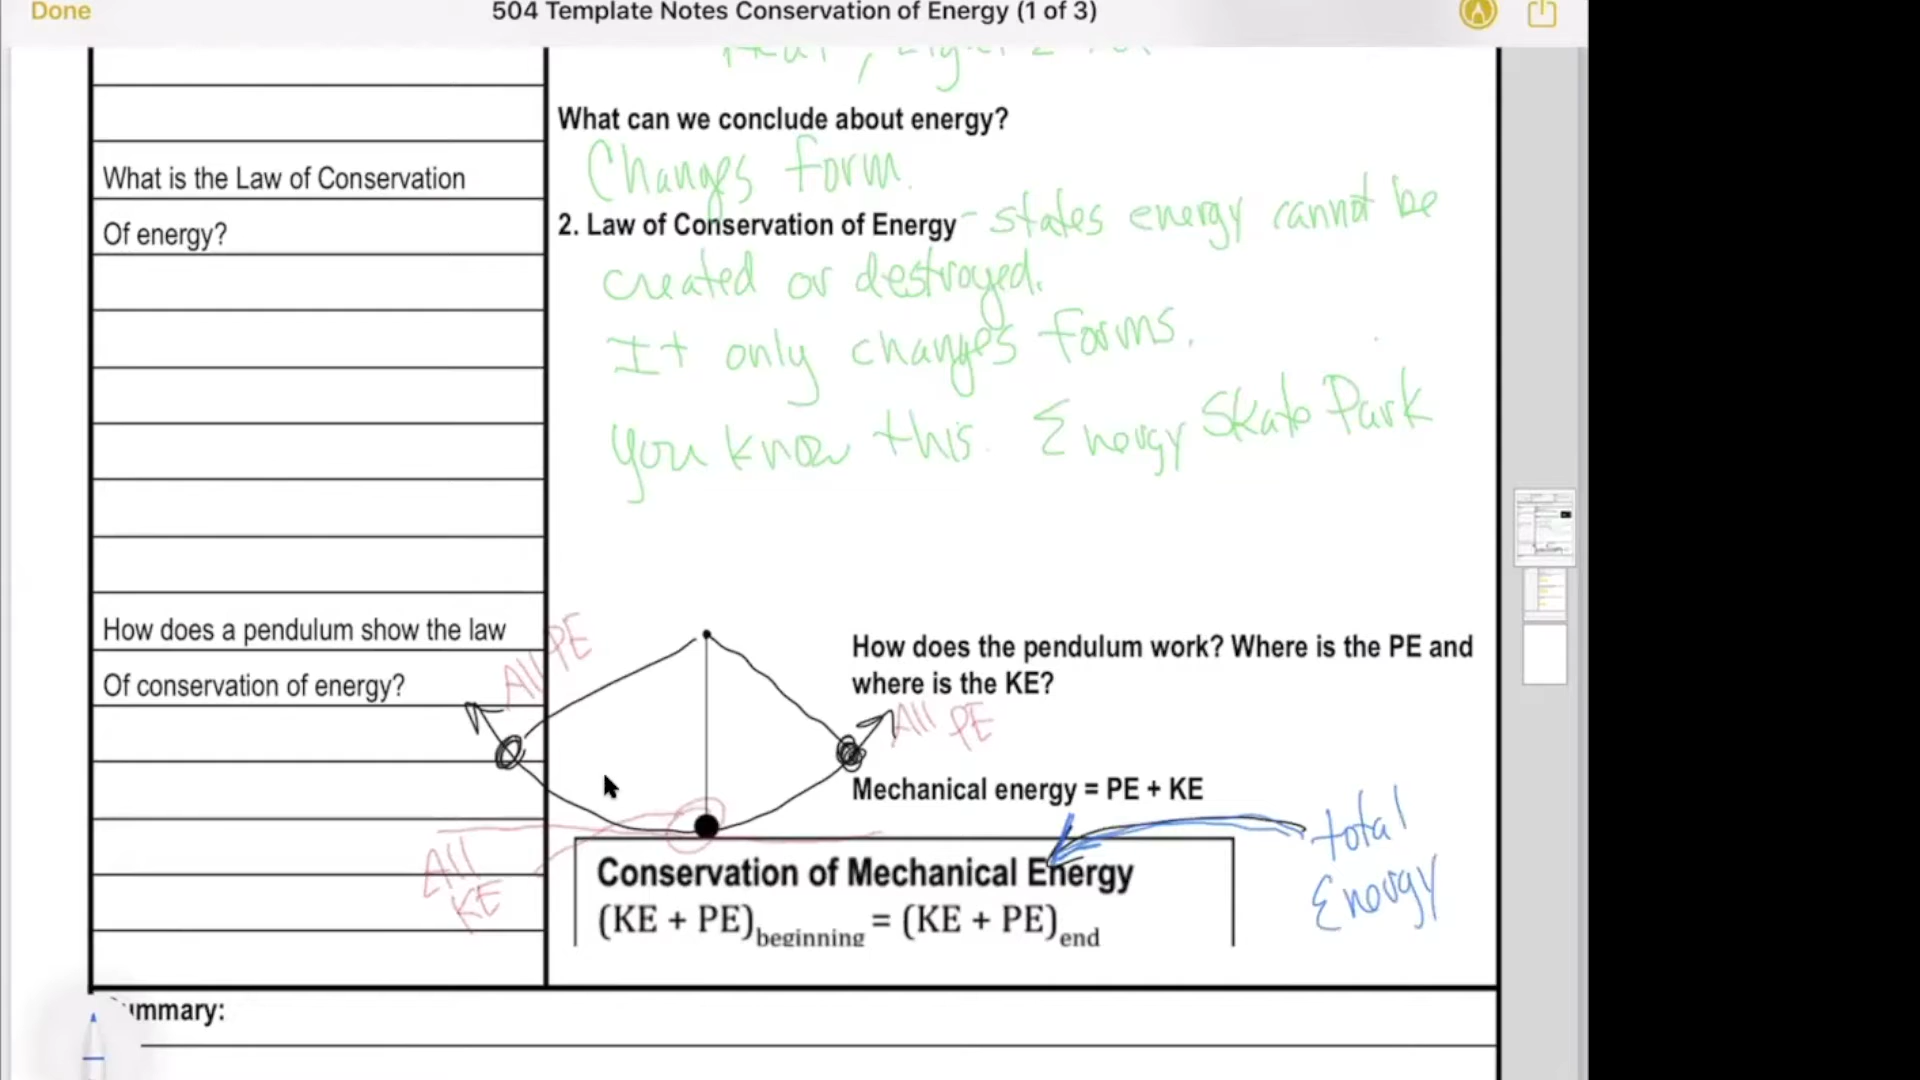 Done
504 Template Notes Conservation of Energy (1 of 3)
What can we conclude about energy?
Changes form.
What is the Law of Conservation
Of energy?
2. Law of Conservation of Energy - states energy cannot be
created or destroyed.
It only changes forms.
you know this. Energy Skate Park
How does a pendulum show the law
Of conservation of energy?
All PE
How does the pendulum work? Where is the PE and
where is the KE?
All PE
Mechanical energy = PE + KE
total
Energy
All
KE
Conservation of Mechanical Energy
(KE + PE)beginning = (KE + PE)end
ummary: